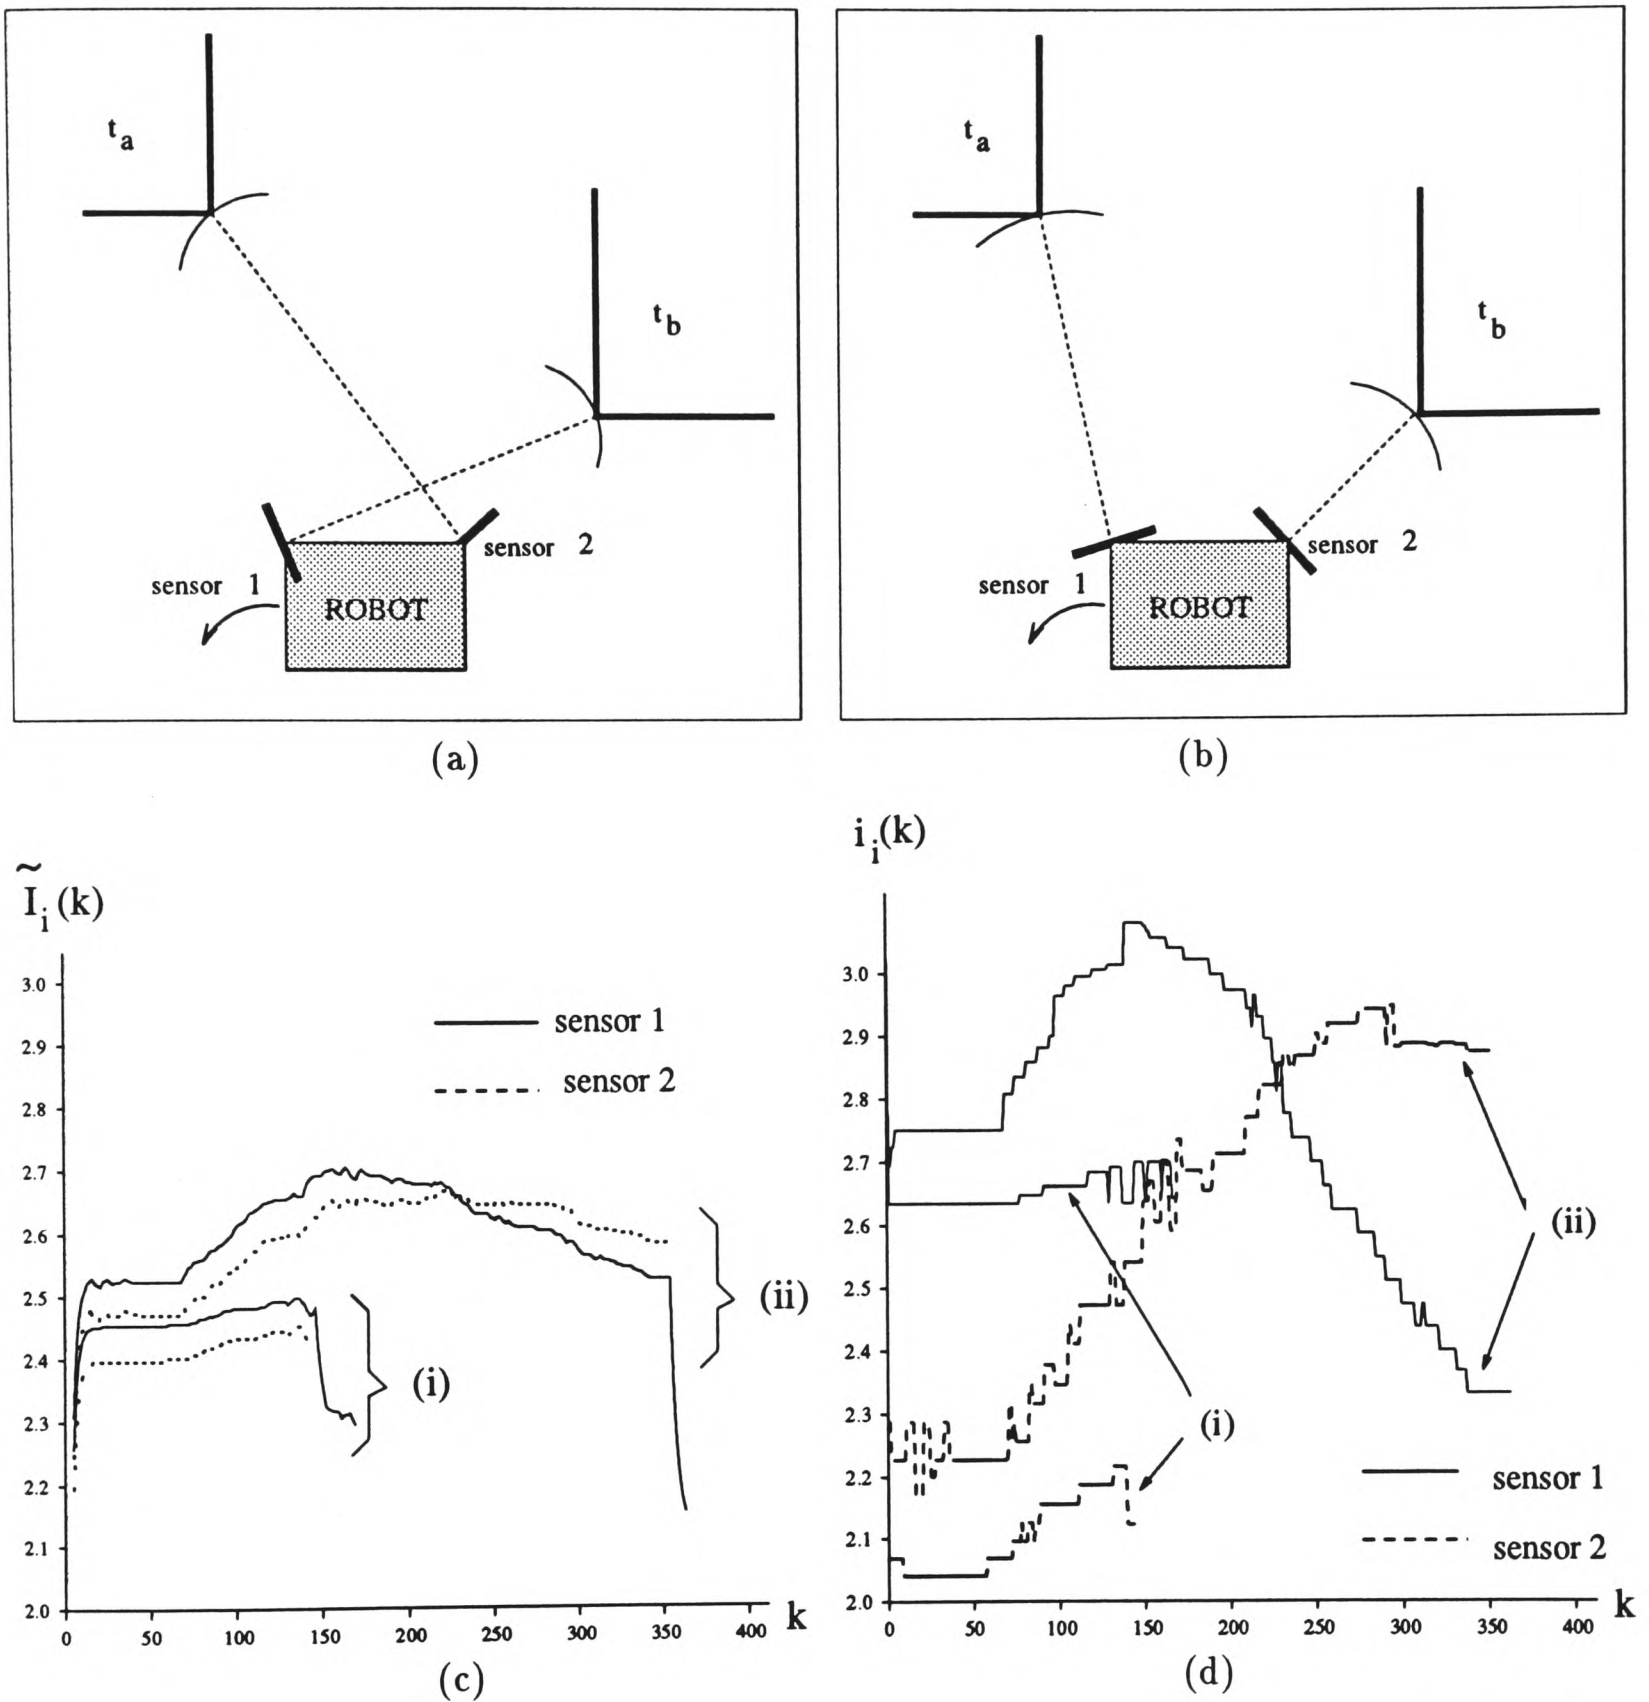 t_a
t_b
sensor 1
sensor 2
ROBOT
(a)
t_a
t_b
sensor 1
sensor 2
ROBOT
(b)
Ĩ_i(k)
3.0
2.9
2.8
2.7
2.6
2.5
2.4
2.3
2.2
2.1
2.0
sensor 1
sensor 2
(ii)
(i)
0 50 100 150 200 250 300 350 400 k
(c)
i_i(k)
3.0
2.9
2.8
2.7
2.6
2.5
2.4
2.3
2.2
2.1
2.0
(ii)
(i)
sensor 1
sensor 2
0 50 100 150 200 250 300 350 400 k
(d)